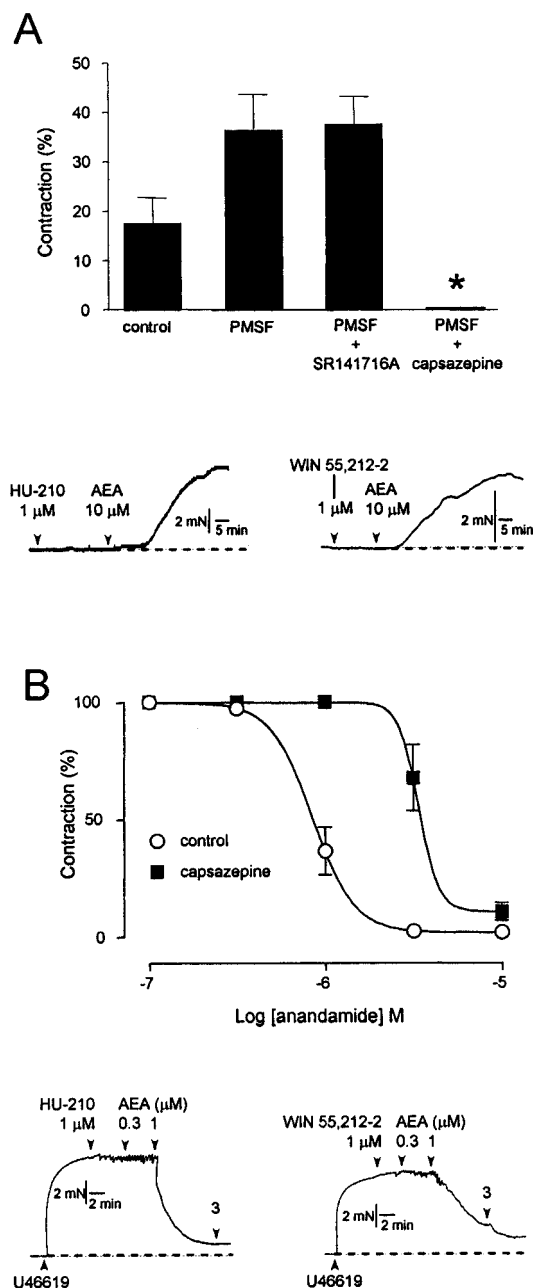 A
Contraction (%)
50
40
30
20
10
0
*
control
PMSF
PMSF
+
SR141716A
PMSF
+
capsazepine
HU-210
1 µM
AEA
10 µM
2 mN
5 min
WIN 55,212-2
1 µM
AEA
10 µM
2 mN
5 min
B
Contraction (%)
100
50
0
control
capsazepine
-7
-6
-5
Log [anandamide] M
HU-210
1 µM
AEA (µM)
0.3 1
3
2 mN
2 min
U46619
WIN 55,212-2
1 µM
AEA (µM)
0.3 1
3
2 mN
2 min
U46619